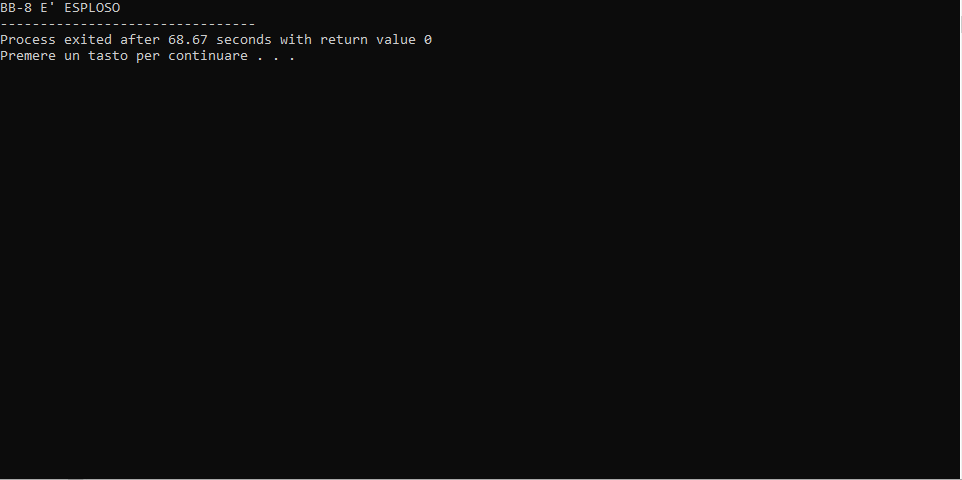 BB-8 E' ESPLOSO
--------------------------------
Process exited after 68.67 seconds with return value 0
Premere un tasto per continuare . . .